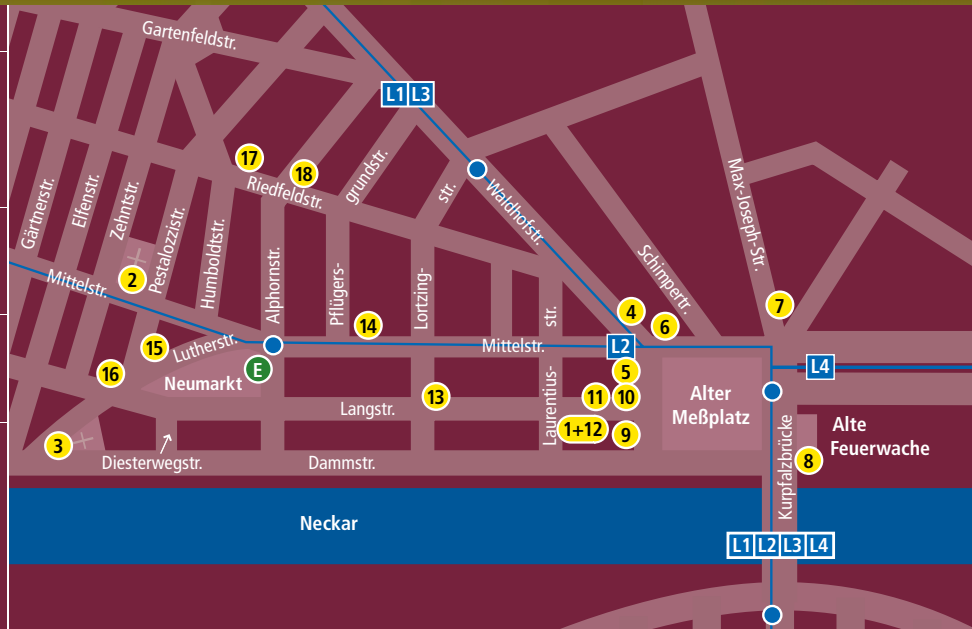 Gartenfeldstr.
L1 L3
17
18
Riedfeldstr.
grundstr.
str.
Waldhofstr.
Max-Joseph-Str.
Gärtnerstr.
Elfenstr.
Zehntstr.
Pestalozzistr.
Humboldtstr.
Alphornstr.
Pflügers-
Lortzing-
str.
Schimpertr.
Mittelstr.
2
4
6
7
14
15
Lutherstr.
Mittelstr.
L2
L4
16
Neumarkt
E
5
13
11
10
Langstr.
Laurentius-
Alter
Meßplatz
1+12
9
Alte
Feuerwache
3
Diesterwegstr.
Dammstr.
8
Kurpfalzbrücke
Neckar
L1 L2 L3 L4